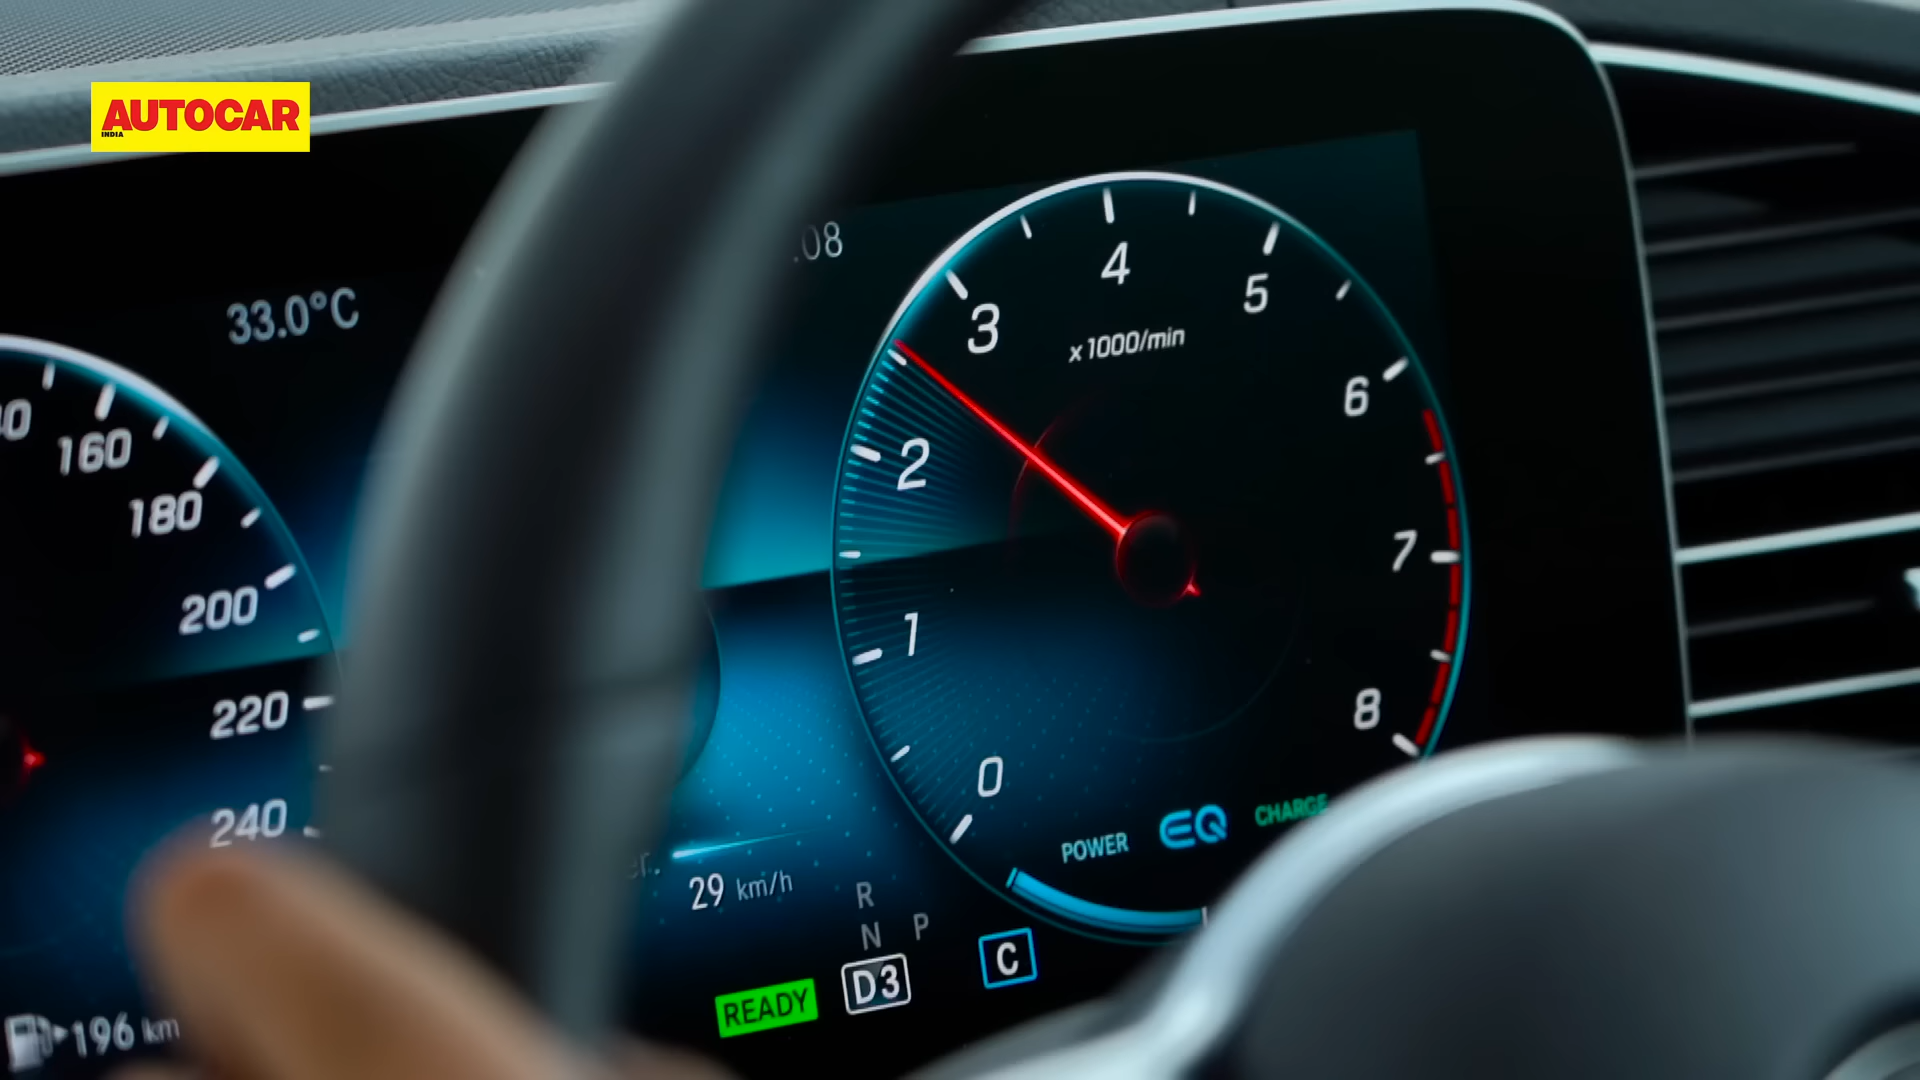 AUTOCAR
INDIA
33.0°C
.08
160
180
200
220
240
196 km
29 km/h
R
N P
D3
C
READY
0
1
2
3
4
5
6
7
8
x1000/min
POWER
EQ
CHARGE